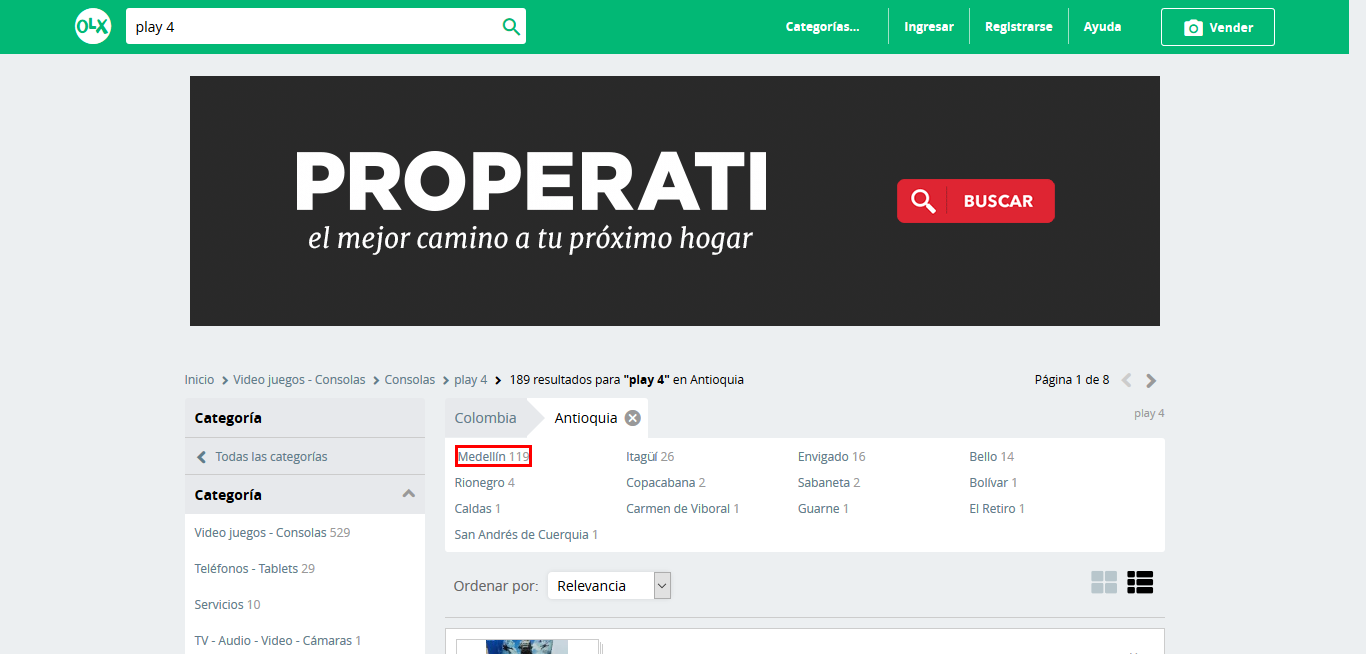 OLX play 4 Categorías... Ingresar Registrarse Ayuda Vender
PROPERATI
el mejor camino a tu próximo hogar
BUSCAR
Inicio Video juegos - Consolas Consolas play 4 189 resultados para "play 4" en Antioquia Página 1 de 8
Categoría
Todas las categorías
Categoría
Video juegos - Consolas 529
Teléfonos - Tablets 29
Servicios 10
TV - Audio - Video - Cámaras 1
Colombia Antioquia play 4
Medellín 119 Itagüí 26 Envigado 16 Bello 14
Rionegro 4 Copacabana 2 Sabaneta 2 Bolívar 1
Caldas 1 Carmen de Viboral 1 Guarne 1 El Retiro 1
San Andrés de Cuerquia 1
Ordenar por: Relevancia